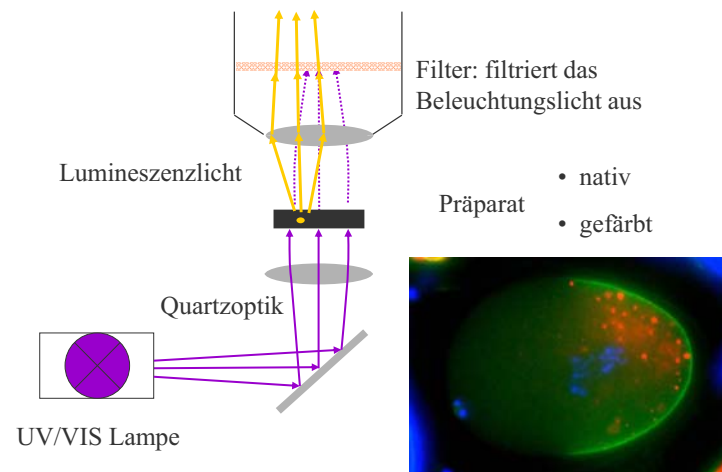 Filter: filtriert das
Beleuchtungslicht aus
Lumineszenzlicht
Präparat
• nativ
• gefärbt
Quartzoptik
UV/VIS Lampe